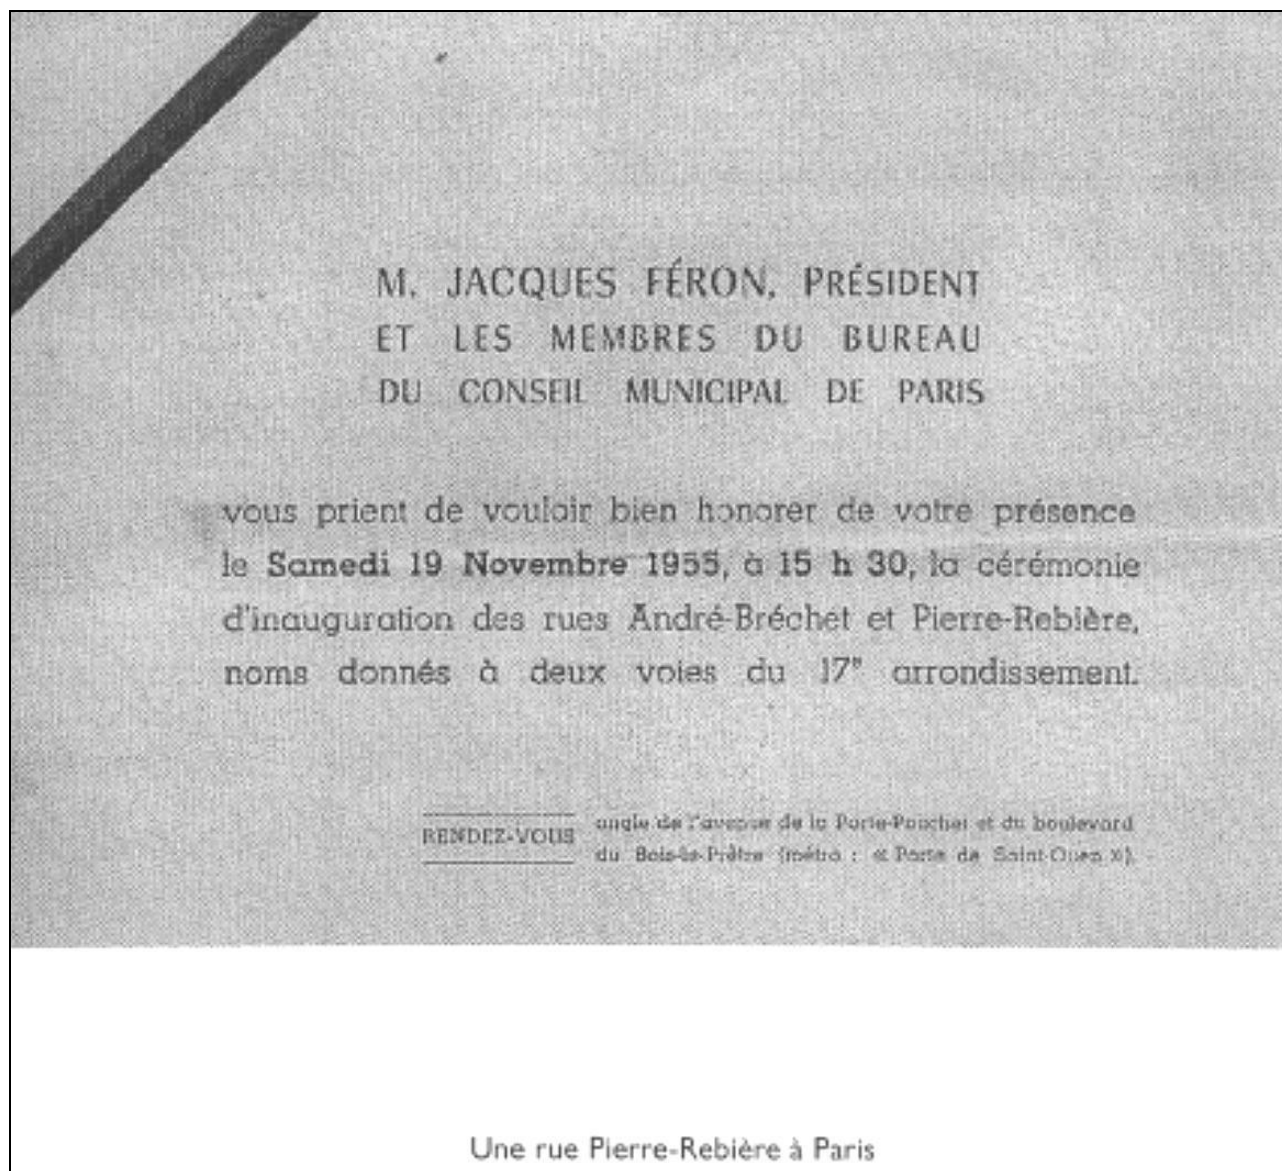 M. JACQUES FÉRON, PRÉSIDENT
ET LES MEMBRES DU BUREAU
DU CONSEIL MUNICIPAL DE PARIS
vous prient de vouloir bien honorer de votre présence
le Samedi 19 Novembre 1955, à 15 h 30, la cérémonie
d'inauguration des rues André-Bréchet et Pierre-Rebière,
noms donnés à deux voies du 17e arrondissement.
RENDEZ-VOUS
angle de l'avenue de la Porte-Pouchet et du boulevard
du Bois-le-Prêtre (métro : « Porte de Saint-Ouen »).
Une rue Pierre-Rebière à Paris